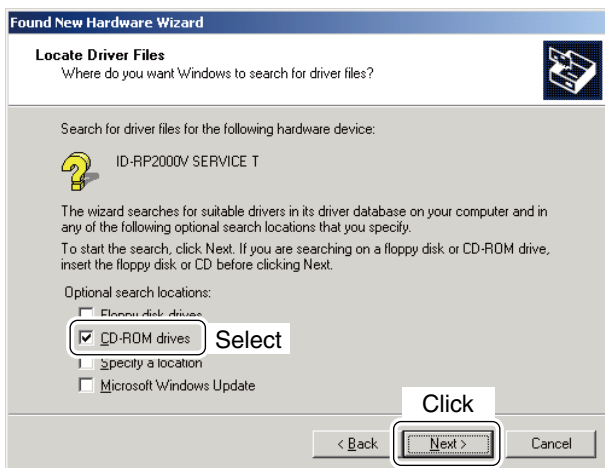 Found New Hardware Wizard
Locate Driver Files
Where do you want Windows to search for driver files?
Search for driver files for the following hardware device:
ID-RP2000V SERVICE T
The wizard searches for suitable drivers in its driver database on your computer and in
any of the following optional search locations that you specify.
To start the search, click Next. If you are searching on a floppy disk or CD-ROM drive,
insert the floppy disk or CD before clicking Next.
Optional search locations:
Floppy disk drives
CD-ROM drives Select
Specify a location
Microsoft Windows Update
Click
< Back Next > Cancel